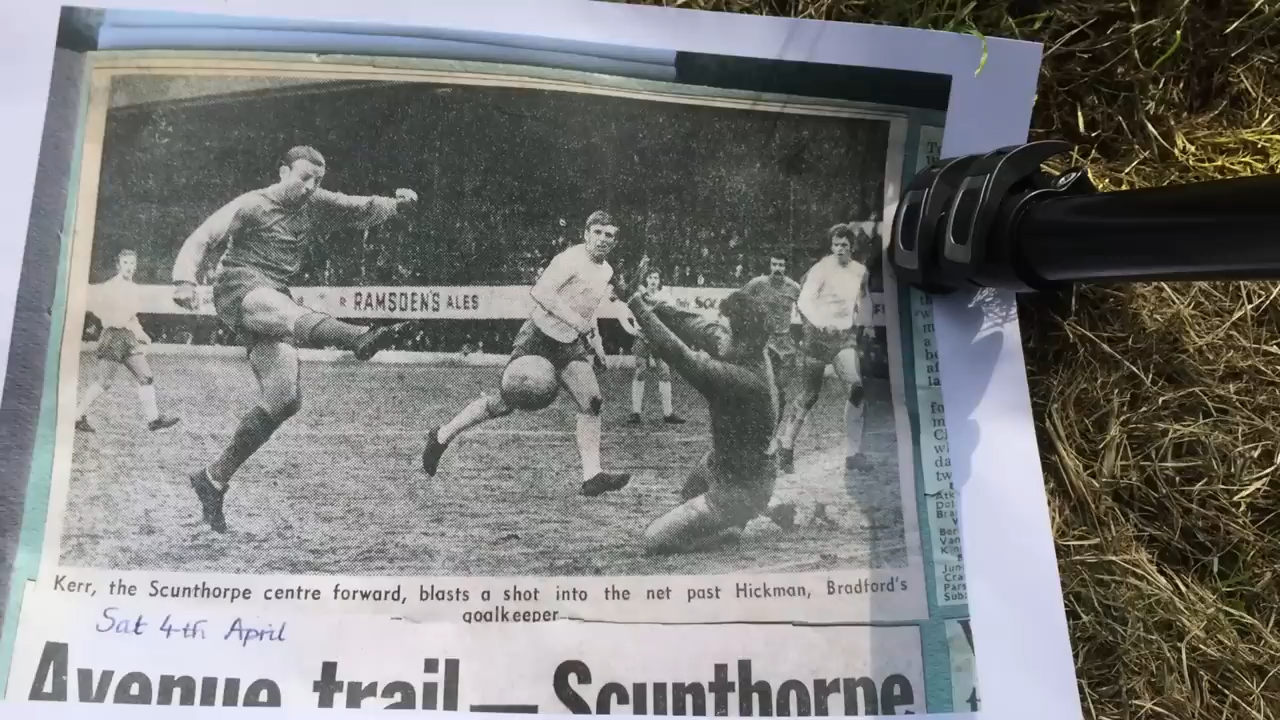 RAMSDEN'S ALES
Kerr, the Scunthorpe centre forward, blasts a shot into the net past Hickman, Bradford's
goalkeeper
Sat 4th April
Avenue trail—Scunthorpe